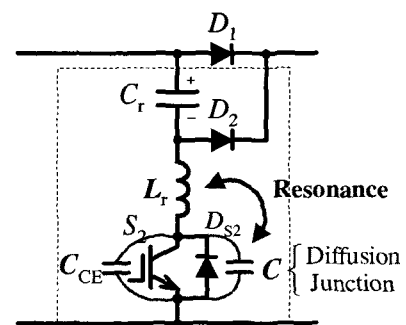 D1
+
Cr
−
D2
Lr
Resonance
S2
DS2
CCE
C
Diffusion
Junction